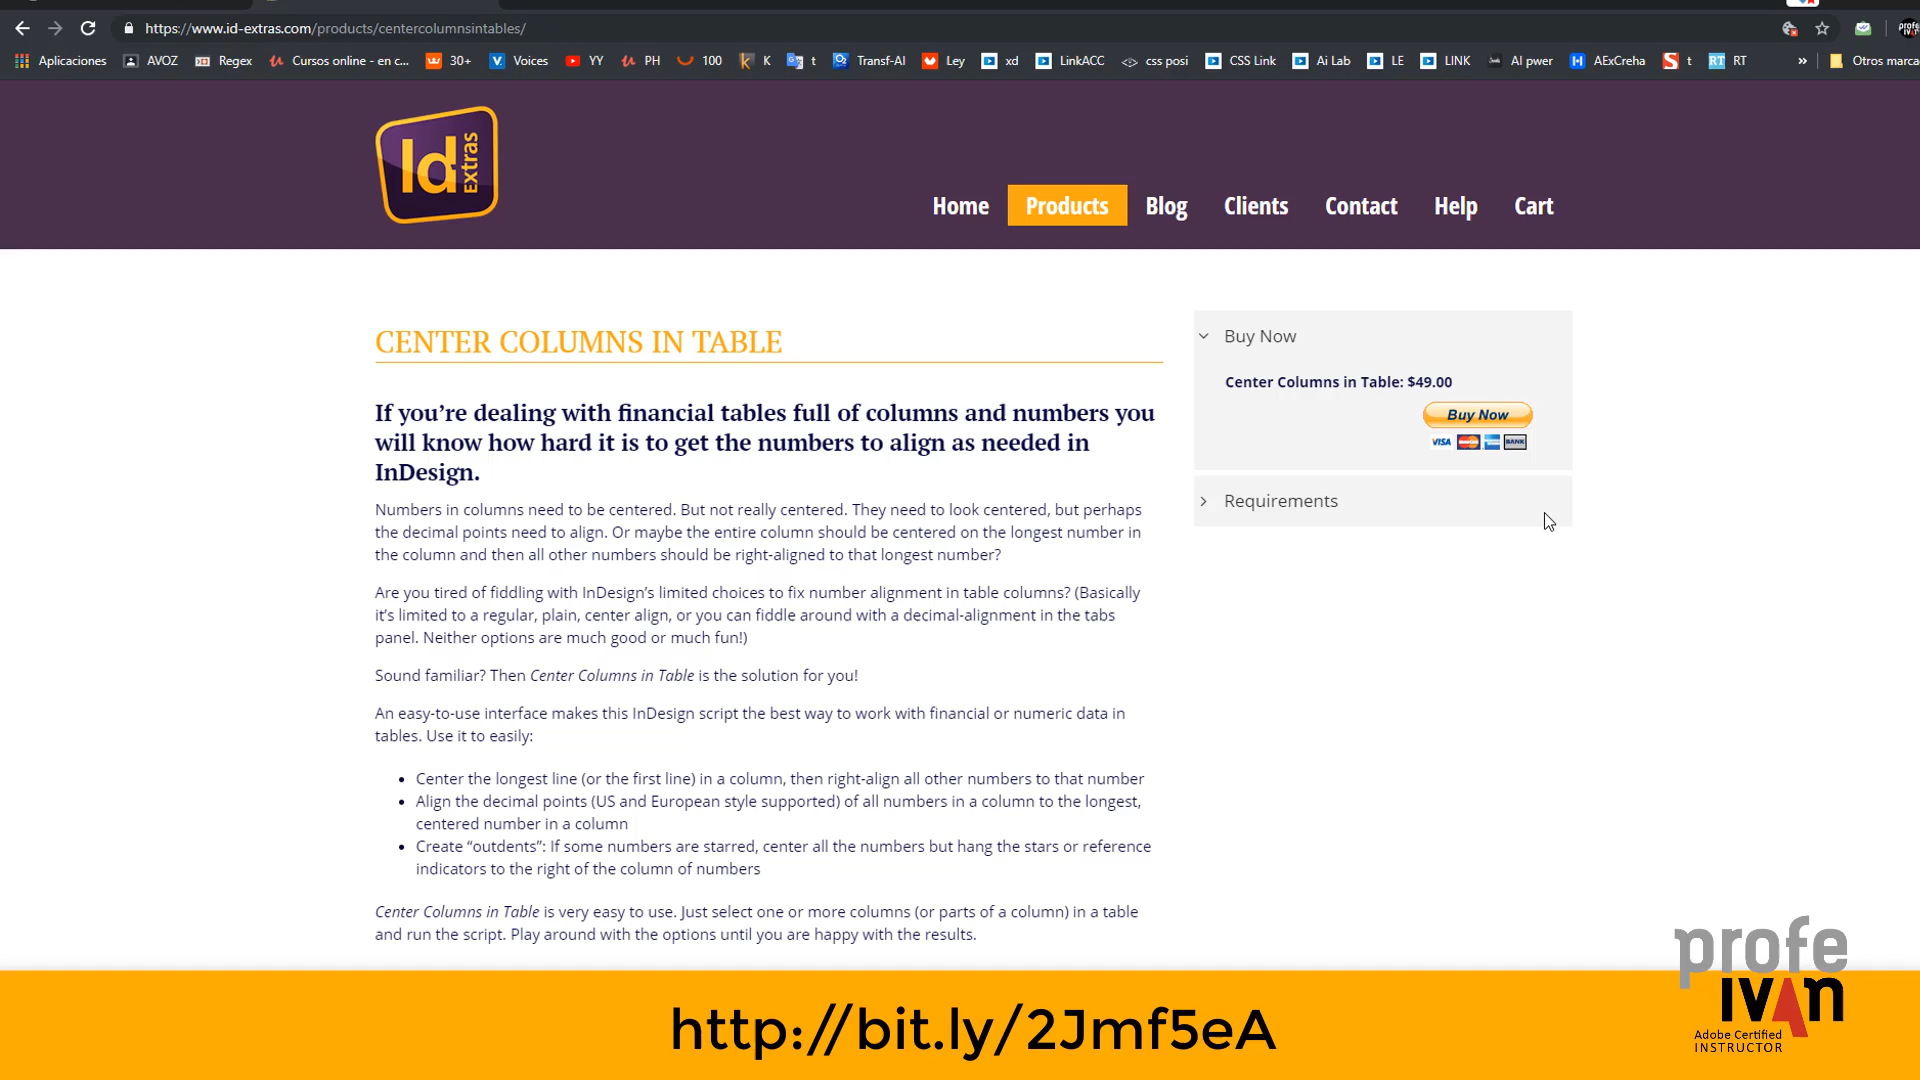 https://www.id-extras.com/products/centercolumnsintables/
Aplicaciones AVOZ Regex Cursos online - en c... 30+ Voices YY PH 100 K t Transf-AI Ley xd LinkACC css posi CSS Link Ai Lab LE LINK AI pwer AExCreha t RT RT » Otros marca
Id Extras
Home Products Blog Clients Contact Help Cart
CENTER COLUMNS IN TABLE
If you’re dealing with financial tables full of columns and numbers you
will know how hard it is to get the numbers to align as needed in
InDesign.
Numbers in columns need to be centered. But not really centered. They need to look centered, but perhaps
the decimal points need to align. Or maybe the entire column should be centered on the longest number in
the column and then all other numbers should be right-aligned to that longest number?
Are you tired of fiddling with InDesign’s limited choices to fix number alignment in table columns? (Basically
it’s limited to a regular, plain, center align, or you can fiddle around with a decimal-alignment in the tabs
panel. Neither options are much good or much fun!)
Sound familiar? Then Center Columns in Table is the solution for you!
An easy-to-use interface makes this InDesign script the best way to work with financial or numeric data in
tables. Use it to easily:
• Center the longest line (or the first line) in a column, then right-align all other numbers to that number
• Align the decimal points (US and European style supported) of all numbers in a column to the longest,
centered number in a column
• Create “outdents”: If some numbers are starred, center all the numbers but hang the stars or reference
indicators to the right of the column of numbers
Center Columns in Table is very easy to use. Just select one or more columns (or parts of a column) in a table
and run the script. Play around with the options until you are happy with the results.
Buy Now
Center Columns in Table: $49.00
Buy Now
VISA BANK
Requirements
http://bit.ly/2Jmf5eA
profe
ivan
Adobe Certified
INSTRUCTOR